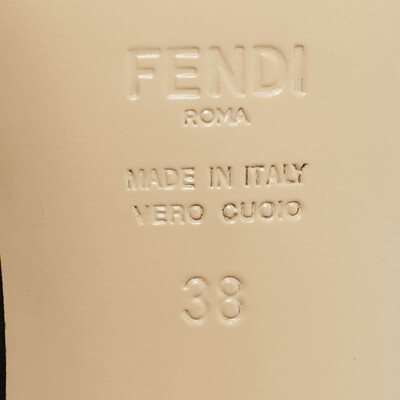 FENDI
ROMA
MADE IN ITALY
VERO CUOIO
38